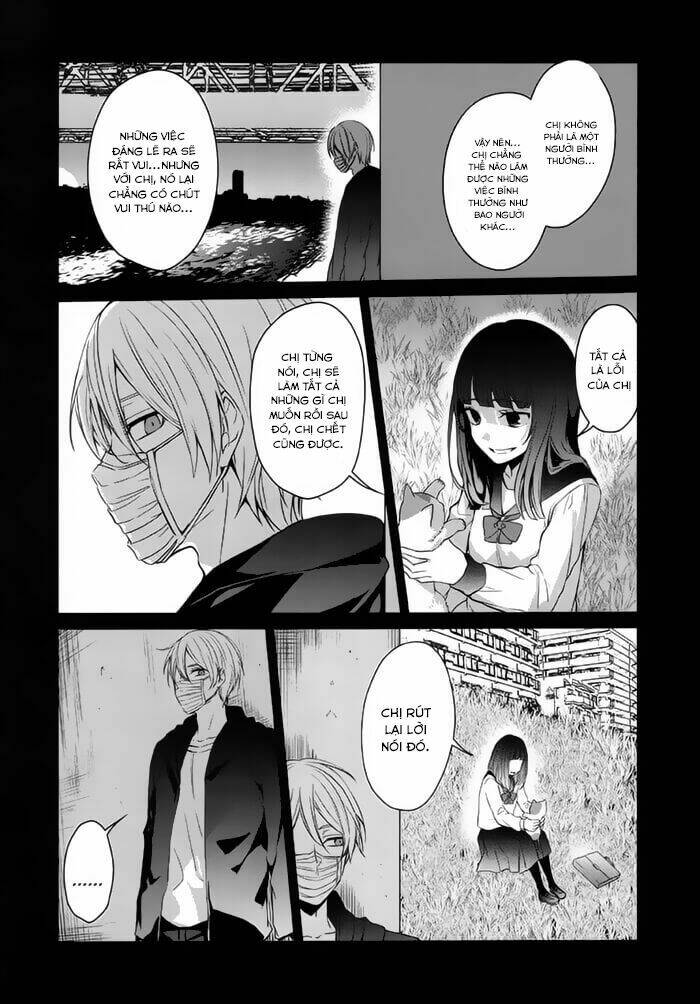 CHỊ KHÔNG
PHẢI LÀ MỘT
NGƯỜI BÌNH
THƯỜNG...
VẬY NÊN...
CHỊ CHẲNG
THỂ NÀO LÀM
ĐƯỢC NHỮNG
VIỆC BÌNH
THƯỜNG NHƯ
BAO NGƯỜI
KHÁC...
NHỮNG VIỆC
ĐÁNG LẼ RA SẼ
RẤT VUI...NHƯNG
VỚI CHỊ, NÓ LẠI
CHẲNG CÓ CHÚT
VUI THÚ NÀO...
TẤT CẢ
LÀ LỖI
CỦA CHỊ
CHỊ TỪNG
NÓI, CHỊ SẼ
LÀM TẤT CẢ
NHỮNG GÌ CHỊ
MUỐN RỒI SAU
ĐÓ, CHỊ CHẾT
CŨNG ĐƯỢC.
CHỊ RÚT
LẠI LỜI
NÓI ĐÓ.
......